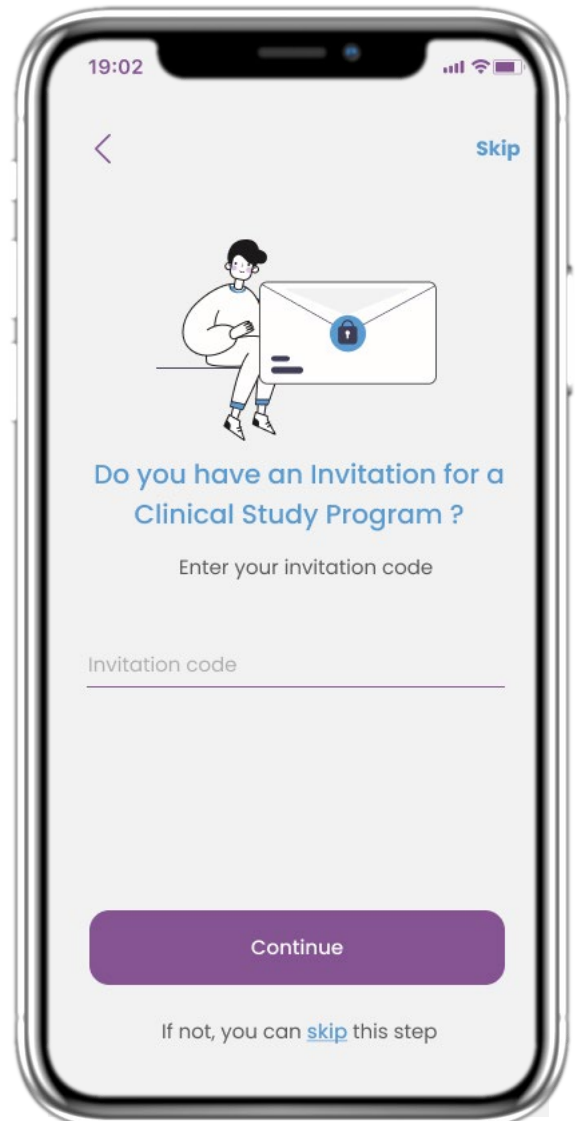 19:02
Skip
Do you have an Invitation for a
Clinical Study Program ?
Enter your invitation code
Invitation code
Continue
If not, you can skip this step